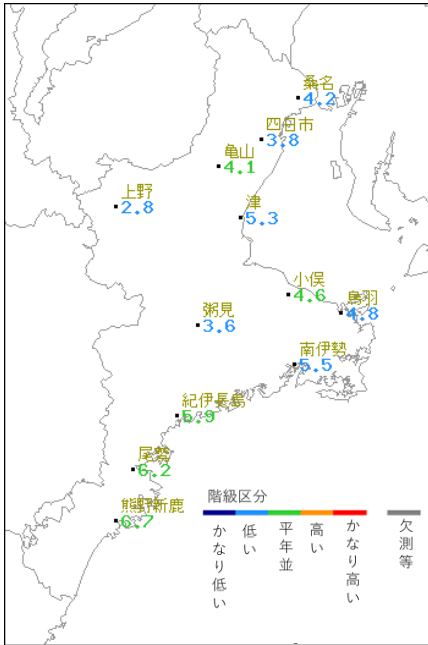 桑名
4.2
四日市
3.8
亀山
4.1
上野
2.8
津
5.3
小俣
4.6
鳥羽
4.8
粥見
3.6
南伊勢
5.5
紀伊長島
5.9
尾鷲
6.2
熊野新鹿
6.7
階級区分
かなり低い
低い
平年並
高い
かなり高い
欠測等